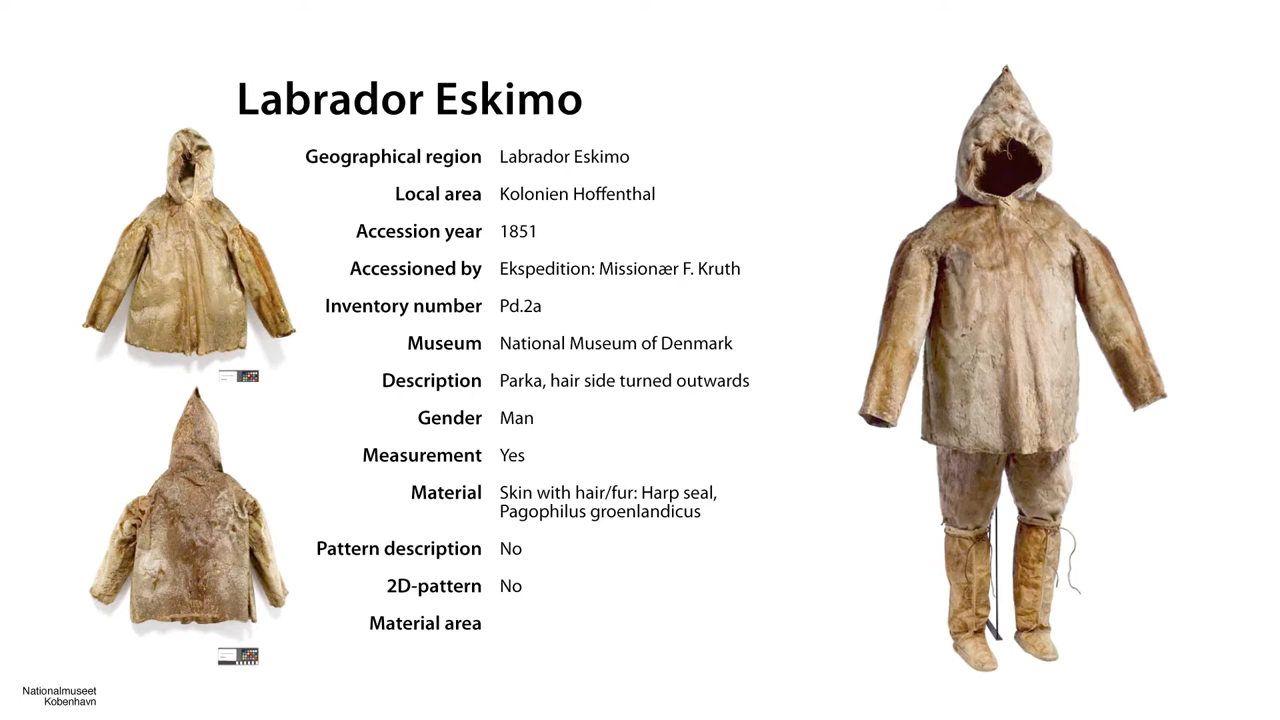 Labrador Eskimo
Geographical region Labrador Eskimo
Local area Kolonien Hoffenthal
Accession year 1851
Accessioned by Ekspedition: Missionær F. Kruth
Inventory number Pd.2a
Museum National Museum of Denmark
Description Parka, hair side turned outwards
Gender Man
Measurement Yes
Material Skin with hair/fur: Harp seal,
Pagophilus groenlandicus
Pattern description No
2D-pattern No
Material area
Nationalmuseet
Kobenhavn